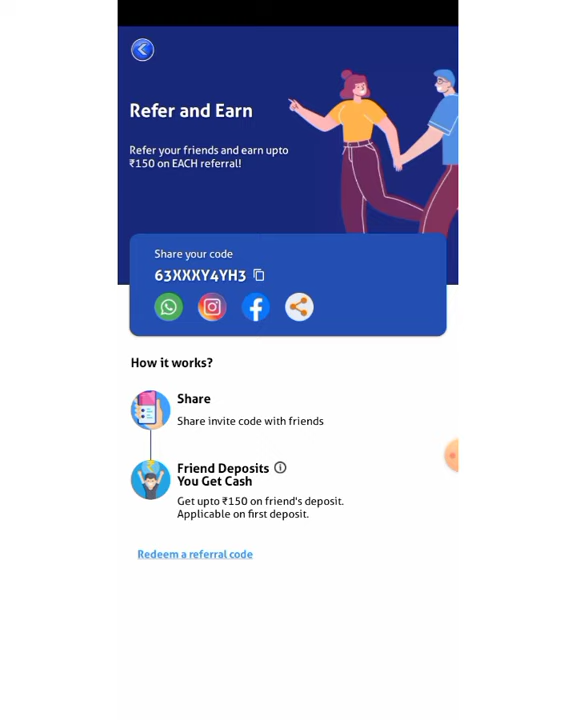 Refer and Earn
Refer your friends and earn upto
₹150 on EACH referral!
Share your code
63XXXY4YH3
How it works?
Share
Share invite code with friends
Friend Deposits
You Get Cash
Get upto ₹150 on friend's deposit.
Applicable on first deposit.
Redeem a referral code